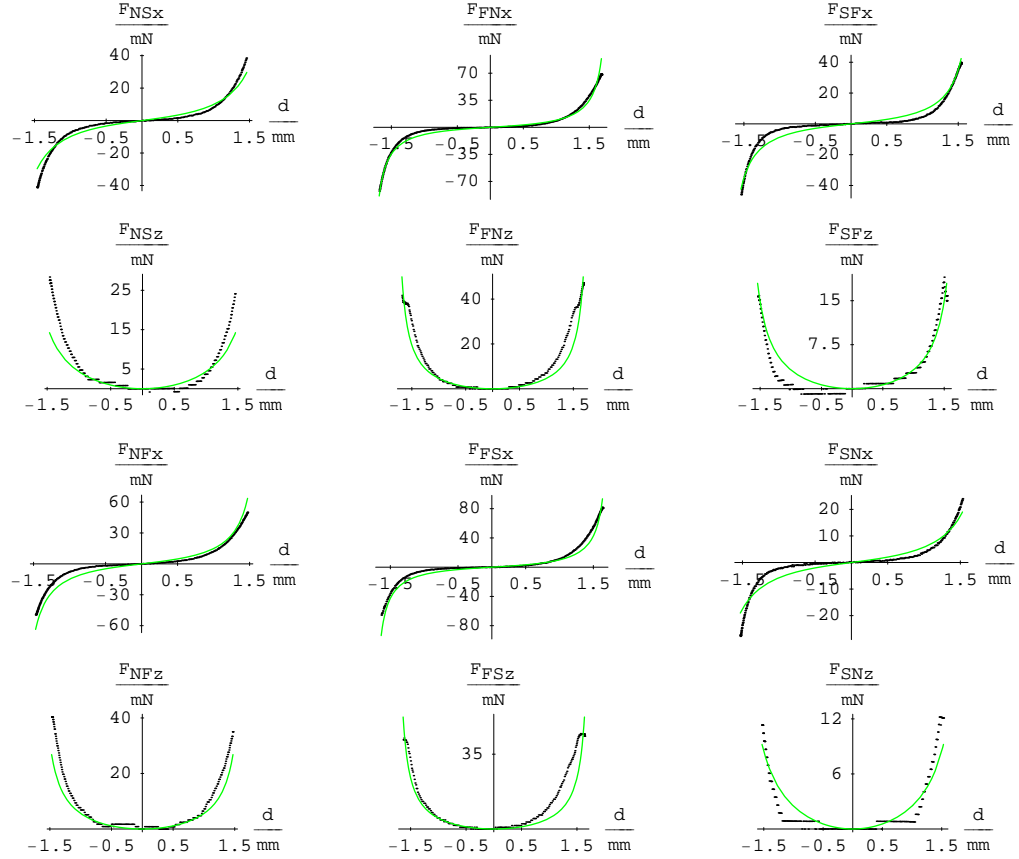 F_NSx F_FNx F_SFx
mN mN mN
40 70 40
20 35 20
d d d
-1.5 -0.5 0.5 1.5 mm -1.5 0.5 1.5 mm -1.5 0.5 1.5 mm
-20 -35 -20
-40 -70 -40
F_NSz F_FNz F_SFz
mN mN mN
25 40 15
15 20 7.5
5
d d d
-1.5 -0.5 0.5 1.5 mm -1.5 -0.5 0.5 1.5 mm -1.5 -0.5 0.5 1.5 mm
F_NFx F_FSx F_SNx
mN mN mN
60 80 20
30 40 10
d d d
-1.5 -0.5 0.5 1.5 mm -1.5 0.5 1.5 mm -1.5 0.5 1.5 mm
-30 -40 -10
-60 -80 -20
F_NFz F_FSz F_SNz
mN mN mN
40 35 12
20 6
d d d
-1.5 -0.5 0.5 1.5 mm -1.5 -0.5 0.5 1.5 mm -1.5 -0.5 0.5 1.5 mm